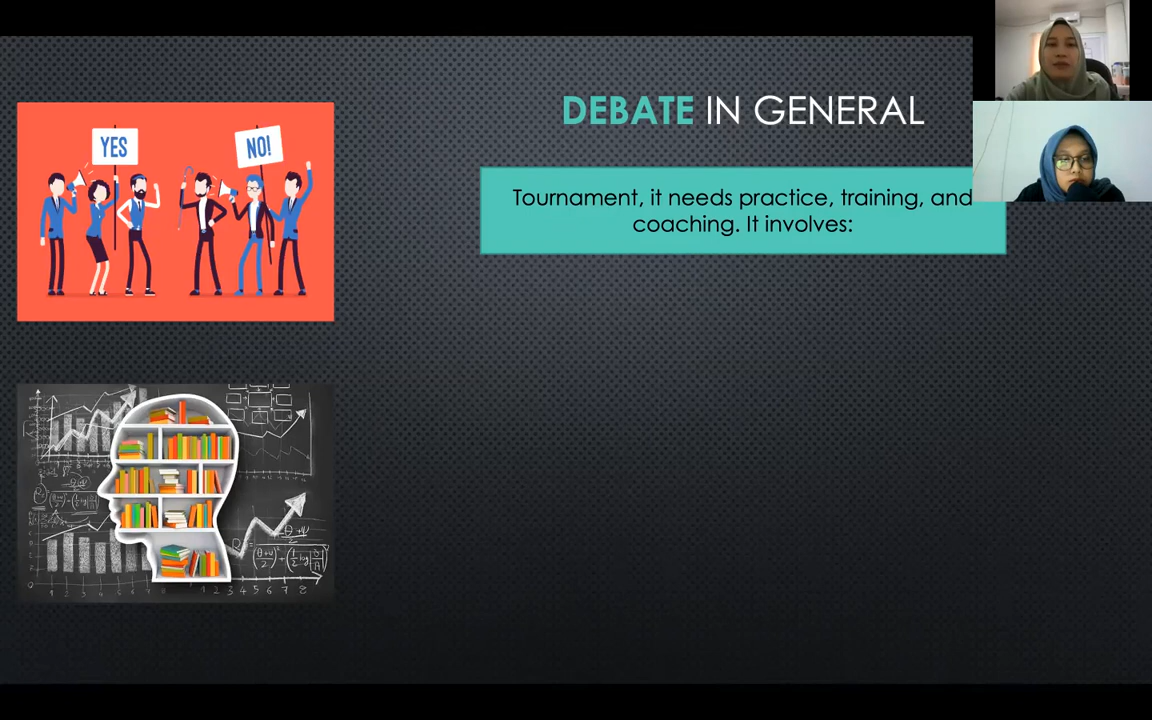 YES
NO!
DEBATE IN GENERAL
Tournament, it needs practice, training, and
coaching. It involves: